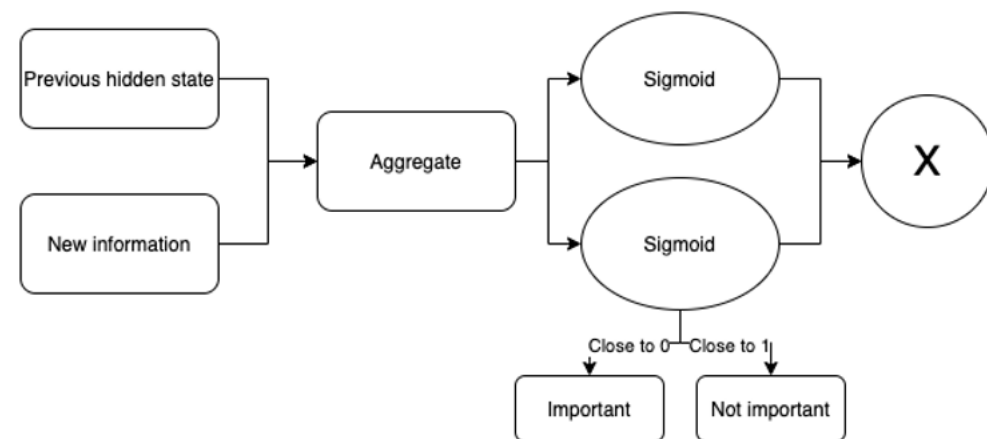 Previous hidden state
New information
Aggregate
Sigmoid
Sigmoid
X
Close to 0
Close to 1
Important
Not important